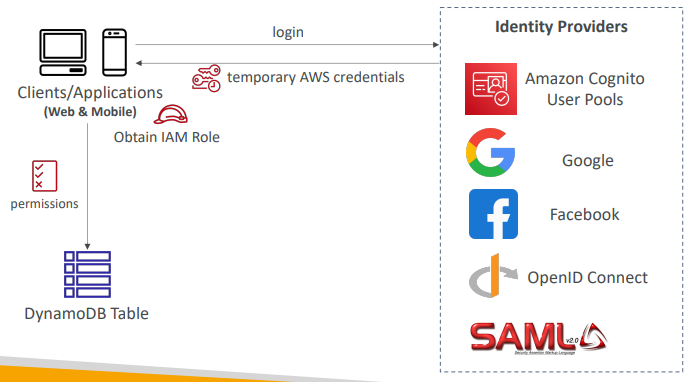 login
Identity Providers
temporary AWS credentials
Clients/Applications
(Web & Mobile)
Obtain IAM Role
permissions
DynamoDB Table
Amazon Cognito
User Pools
Google
Facebook
OpenID Connect
SAML v2.0
Security Assertion Markup Language